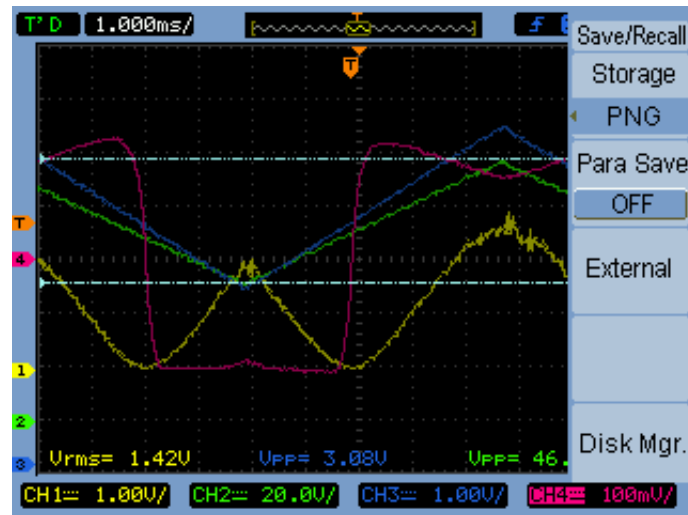 T'D 1.000ms/
Save/Recall
Storage
PNG
Para Save
OFF
External
Disk Mgr.
T
T
4
1
2
3
Vrms= 1.42V Vpp= 3.08V Vpp= 46.
CH1 1.00V/ CH2 20.0V/ CH3 1.00V/ CH4 100mV/